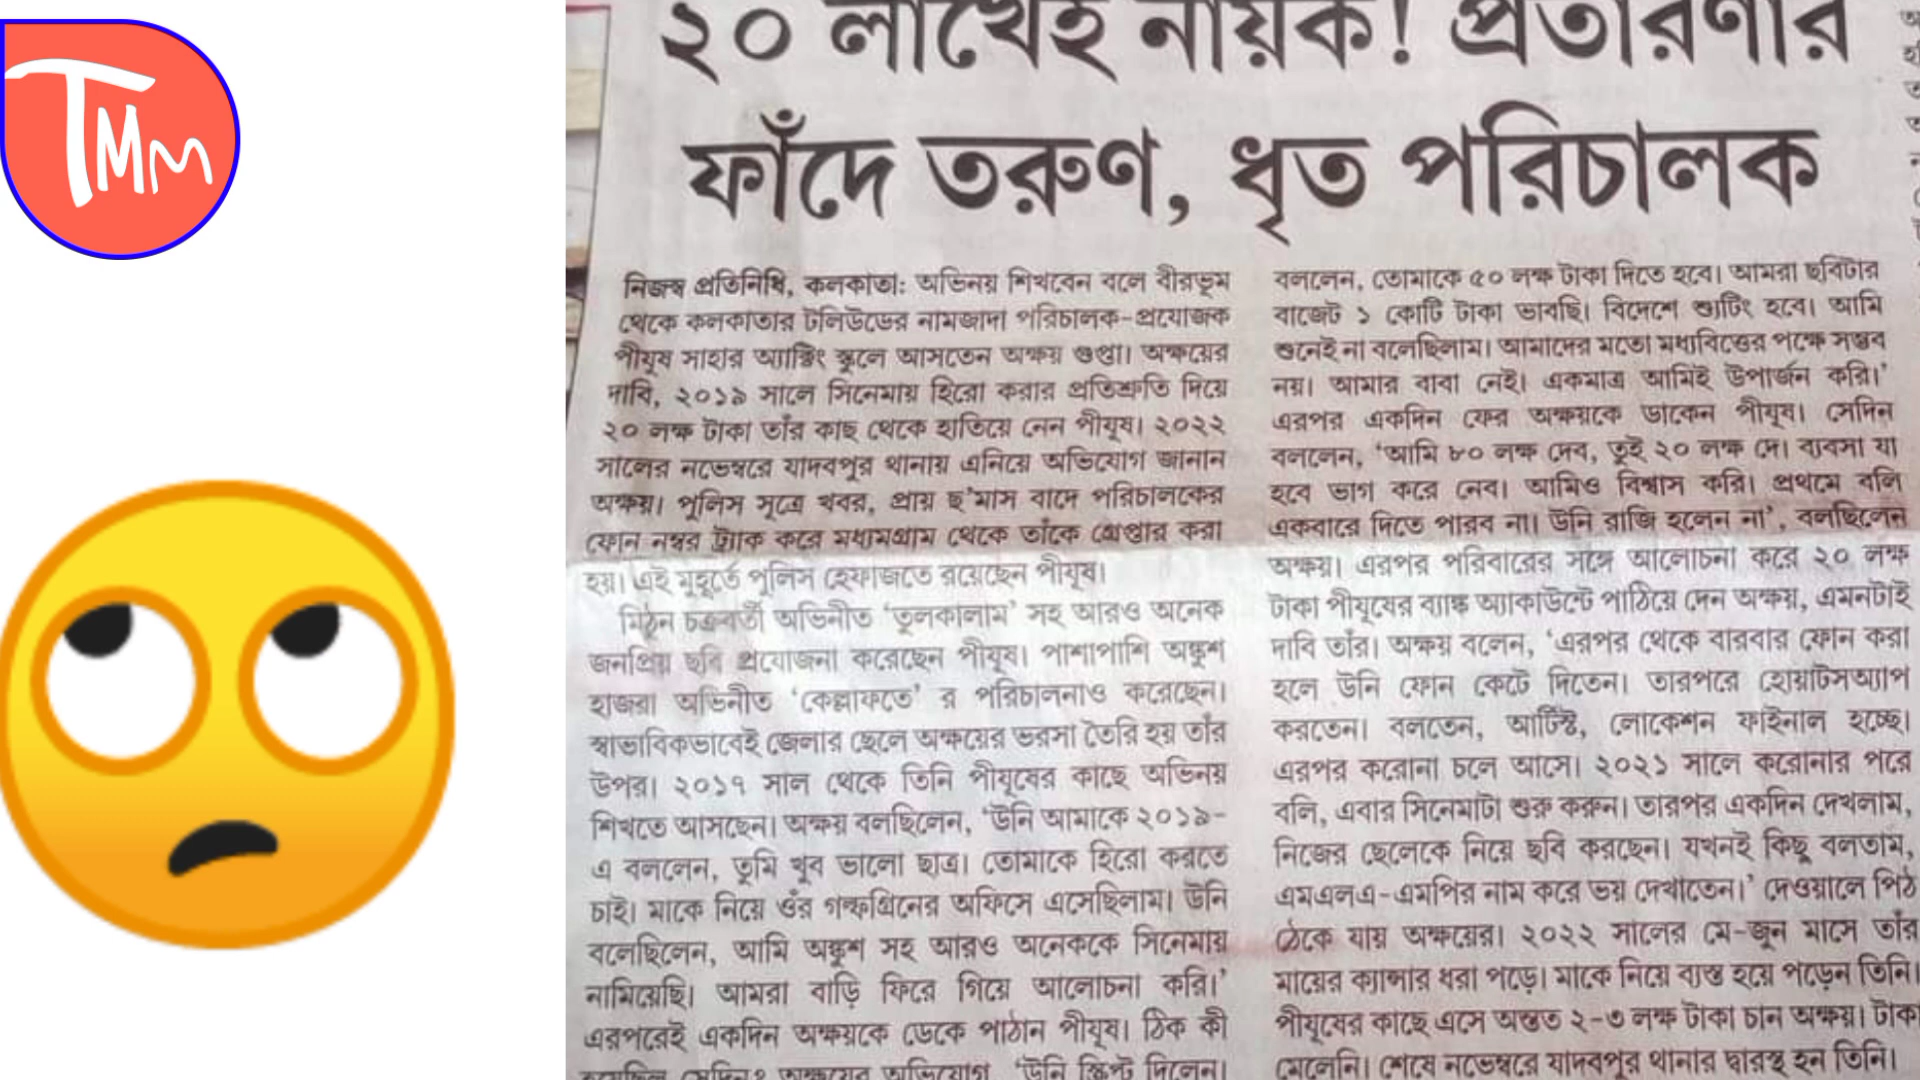 TMM
২০ লাখেই নায়ক! প্রতারণার
ফাঁদে তরুণ, ধৃত পরিচালক
নিজস্ব প্রতিনিধি, কলকাতা: অভিনয় শিখবেন বলে বীরভূম
থেকে কলকাতার টলিউডের নামজাদা পরিচালক-প্রযোজক
পীযূষ সাহার অ্যাক্টিং স্কুলে আসতেন অক্ষয় গুপ্তা। অক্ষয়ের
দাবি, ২০১৯ সালে সিনেমায় হিরো করার প্রতিশ্রুতি দিয়ে
২০ লক্ষ টাকা তাঁর কাছ থেকে হাতিয়ে নেন পীযূষ। ২০২২
সালের নভেম্বরে যাদবপুর থানায় এনিয়ে অভিযোগ জানান
অক্ষয়। পুলিস সূত্রে খবর, প্রায় ছ'মাস বাদে পরিচালকের
ফোন নম্বর ট্র্যাক করে মধ্যমগ্রাম থেকে তাঁকে গ্রেপ্তার করা
হয়। এই মুহূর্তে পুলিস হেফাজতে রয়েছেন পীযূষ।
মিঠুন চক্রবর্তী অভিনীত 'তুলকালাম' সহ আরও অনেক
জনপ্রিয় ছবি প্রযোজনা করেছেন পীযূষ। পাশাপাশি অঙ্কুশ
হাজরা অভিনীত 'কেল্লাফতে' র পরিচালনাও করেছেন।
স্বাভাবিকভাবেই জেলার ছেলে অক্ষয়ের ভরসা তৈরি হয় তাঁর
উপর। ২০১৭ সাল থেকে তিনি পীযূষের কাছে অভিনয়
শিখতে আসছেন। অক্ষয় বলছিলেন, 'উনি আমাকে ২০১৯-
এ বললেন, তুমি খুব ভালো ছাত্র। তোমাকে হিরো করতে
চাই। মাকে নিয়ে ওঁর গল্ফগ্রিনের অফিসে এসেছিলাম। উনি
বলেছিলেন, আমি অঙ্কুশ সহ আরও অনেককে সিনেমায়
নামিয়েছি। আমরা বাড়ি ফিরে গিয়ে আলোচনা করি।'
এরপরেই একদিন অক্ষয়কে ডেকে পাঠান পীযূষ। ঠিক কী
হয়েছিল সেদিন? অক্ষয়ের অভিযোগ, 'উনি স্ক্রিপ্ট দিলেন।
বললেন, তোমাকে ৫০ লক্ষ টাকা দিতে হবে। আমরা ছবিটার
বাজেট ১ কোটি টাকা ভাবছি। বিদেশে শ্যুটিং হবে। আমি
শুনেই না বলেছিলাম। আমাদের মতো মধ্যবিত্তের পক্ষে সম্ভব
নয়। আমার বাবা নেই। একমাত্র আমিই উপার্জন করি।'
এরপর একদিন ফের অক্ষয়কে ডাকেন পীযূষ। সেদিন
বললেন, 'আমি ৮০ লক্ষ দেব, তুই ২০ লক্ষ দে। ব্যবসা যা
হবে ভাগ করে নেব। আমিও বিশ্বাস করি। প্রথমে বলি
একবারে দিতে পারব না। উনি রাজি হলেন না', বলছিলেন
অক্ষয়। এরপর পরিবারের সঙ্গে আলোচনা করে ২০ লক্ষ
টাকা পীযূষের ব্যাঙ্ক অ্যাকাউন্টে পাঠিয়ে দেন অক্ষয়, এমনটাই
দাবি তাঁর। অক্ষয় বলেন, 'এরপর থেকে বারবার ফোন করা
হলে উনি ফোন কেটে দিতেন। তারপরে হোয়াটসঅ্যাপ
করতেন। বলতেন, আর্টিস্ট, লোকেশন ফাইনাল হচ্ছে।
এরপর করোনা চলে আসে। ২০২১ সালে করোনার পরে
বলি, এবার সিনেমাটা শুরু করুন। তারপর একদিন দেখলাম,
নিজের ছেলেকে নিয়ে ছবি করছেন। যখনই কিছু বলতাম,
এমএলএ-এমপির নাম করে ভয় দেখাতেন।' দেওয়ালে পিঠ
ঠেকে যায় অক্ষয়ের। ২০২২ সালের মে-জুন মাসে তাঁর
মায়ের ক্যান্সার ধরা পড়ে। মাকে নিয়ে ব্যস্ত হয়ে পড়েন তিনি।
পীযূষের কাছে এসে অন্তত ২-৩ লক্ষ টাকা চান অক্ষয়। টাকা
মেলেনি। শেষে নভেম্বরে যাদবপুর থানার দ্বারস্থ হন তিনি।